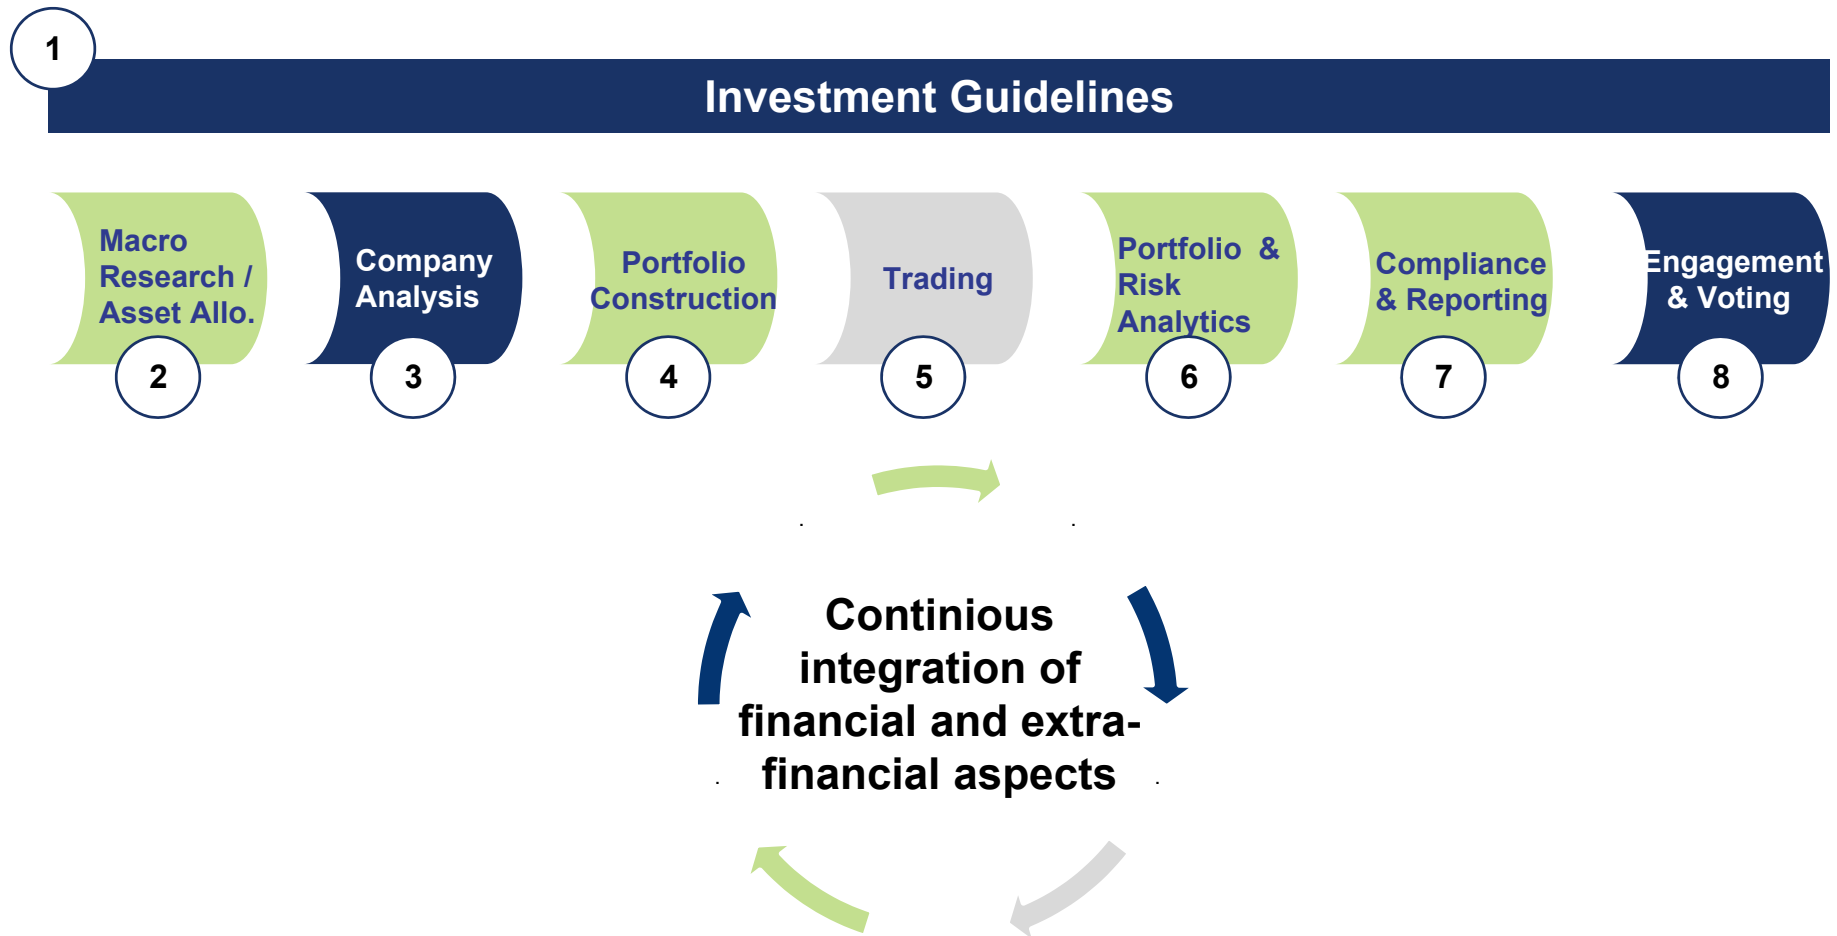 1
Investment Guidelines
Macro
Research /
Asset Allo.
2
Company
Analysis
3
Portfolio
Construction
4
Trading
5
Portfolio &
Risk
Analytics
6
Compliance
& Reporting
7
Engagement
& Voting
8
Continious
integration of
financial and extra-
financial aspects